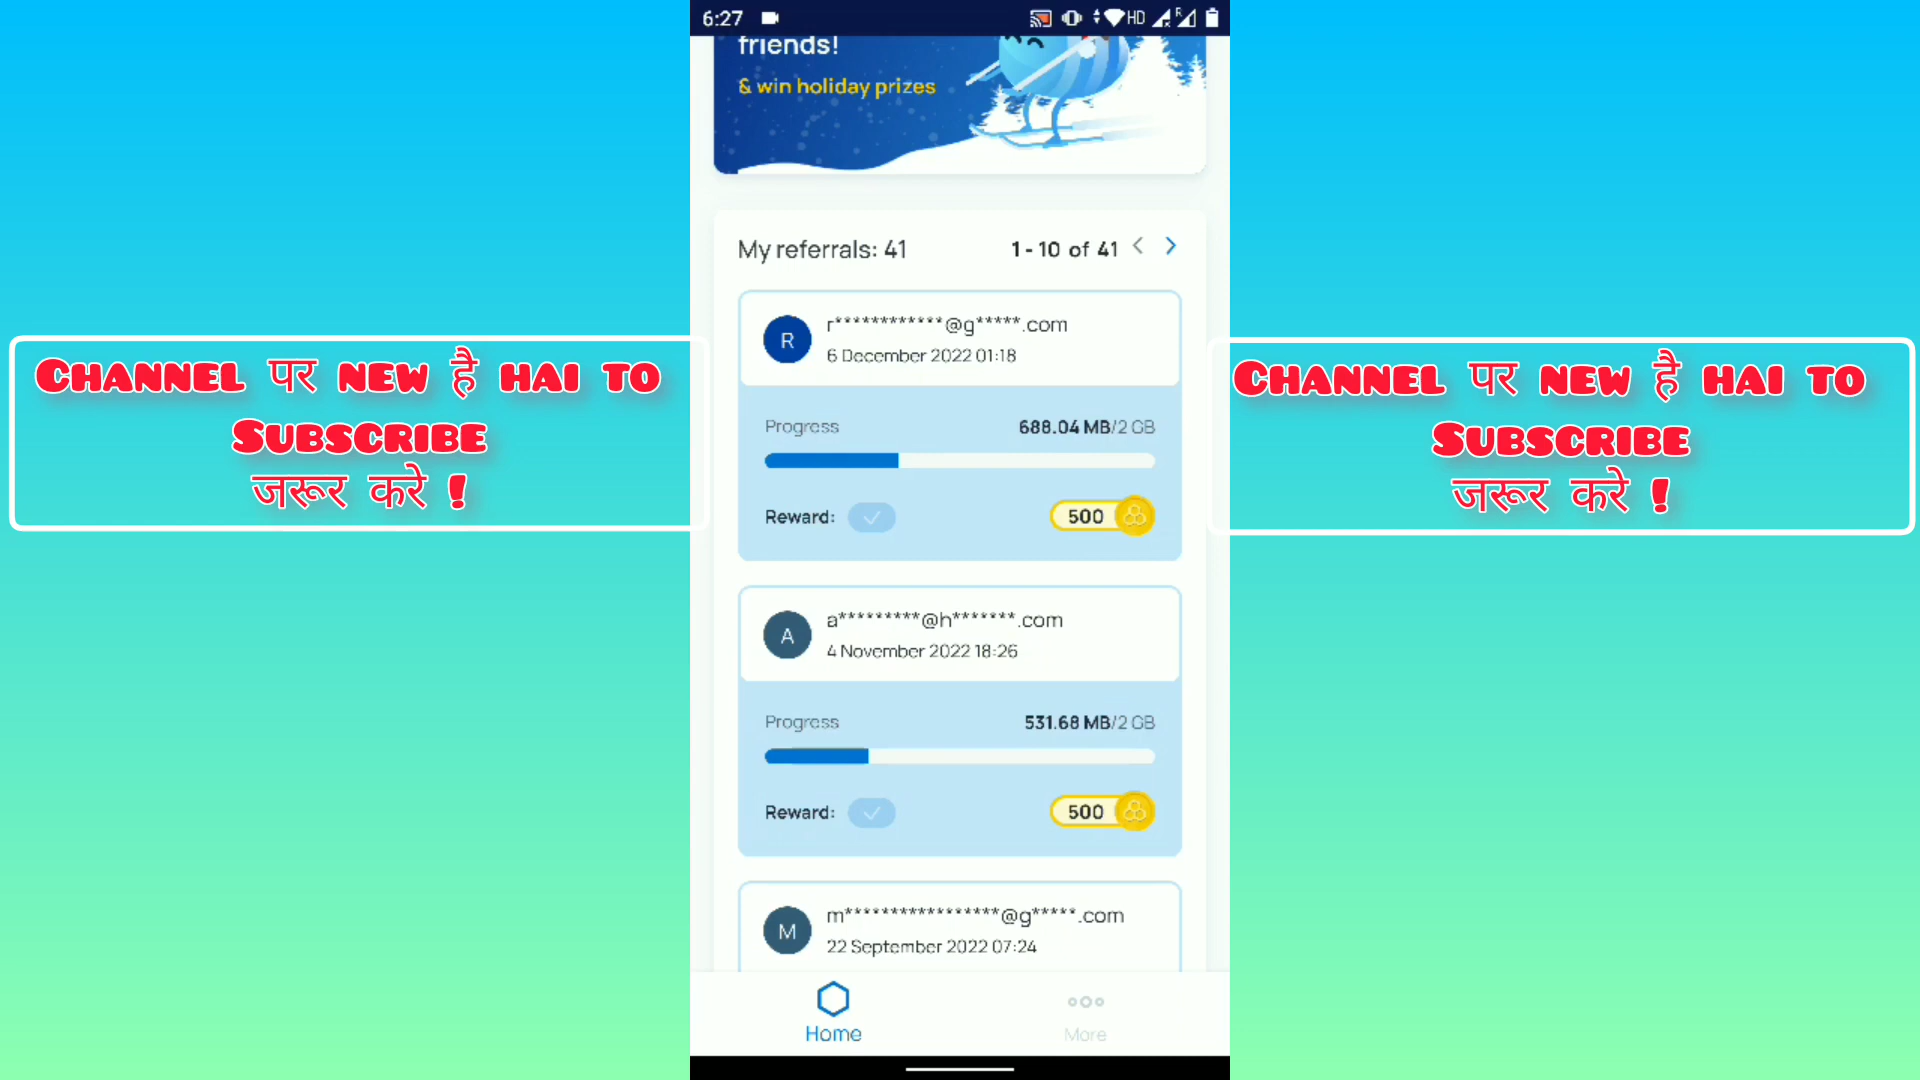 6:27
HD
R
friends!
& win holiday prizes
My referrals: 41
1 - 10 of 41
R
r************@g*****.com
6 December 2022 01:18
Progress
688.04 MB/2 GB
Reward:
500
A
a*********@h*******.com
4 November 2022 18:26
Progress
531.68 MB/2 GB
Reward:
500
M
m*****************@g*****.com
22 September 2022 07:24
Home
More
Channel पर new है hai to
Subscribe
जरूर करे !
Channel पर new है hai to
Subscribe
जरूर करे !